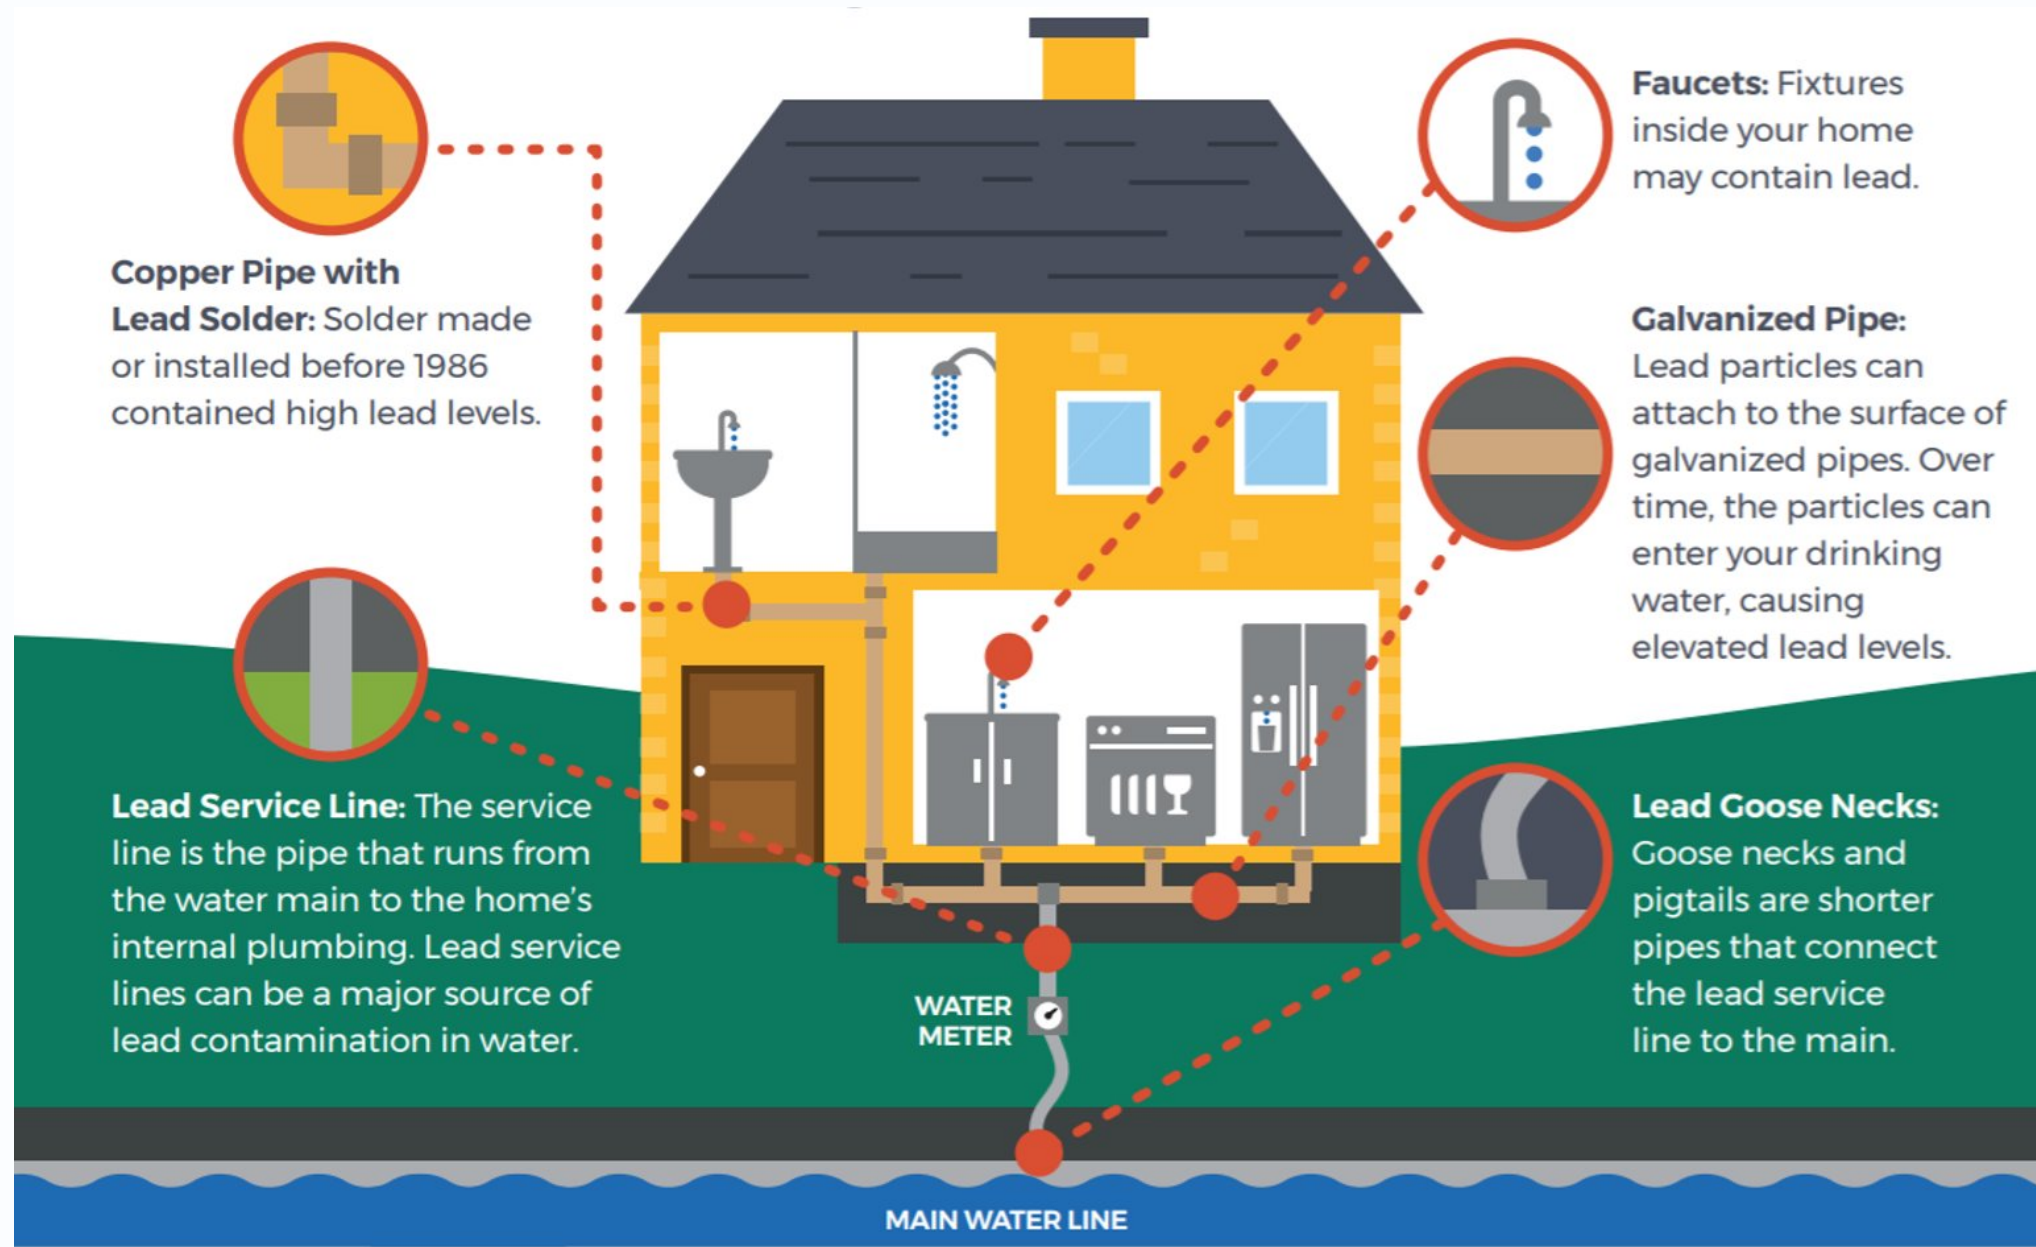 Copper Pipe with
Lead Solder: Solder made
or installed before 1986
contained high lead levels.
Lead Service Line: The service
line is the pipe that runs from
the water main to the home’s
internal plumbing. Lead service
lines can be a major source of
lead contamination in water.
Faucets: Fixtures
inside your home
may contain lead.
Galvanized Pipe:
Lead particles can
attach to the surface of
galvanized pipes. Over
time, the particles can
enter your drinking
water, causing
elevated lead levels.
Lead Goose Necks:
Goose necks and
pigtails are shorter
pipes that connect
the lead service
line to the main.
WATER
METER
MAIN WATER LINE